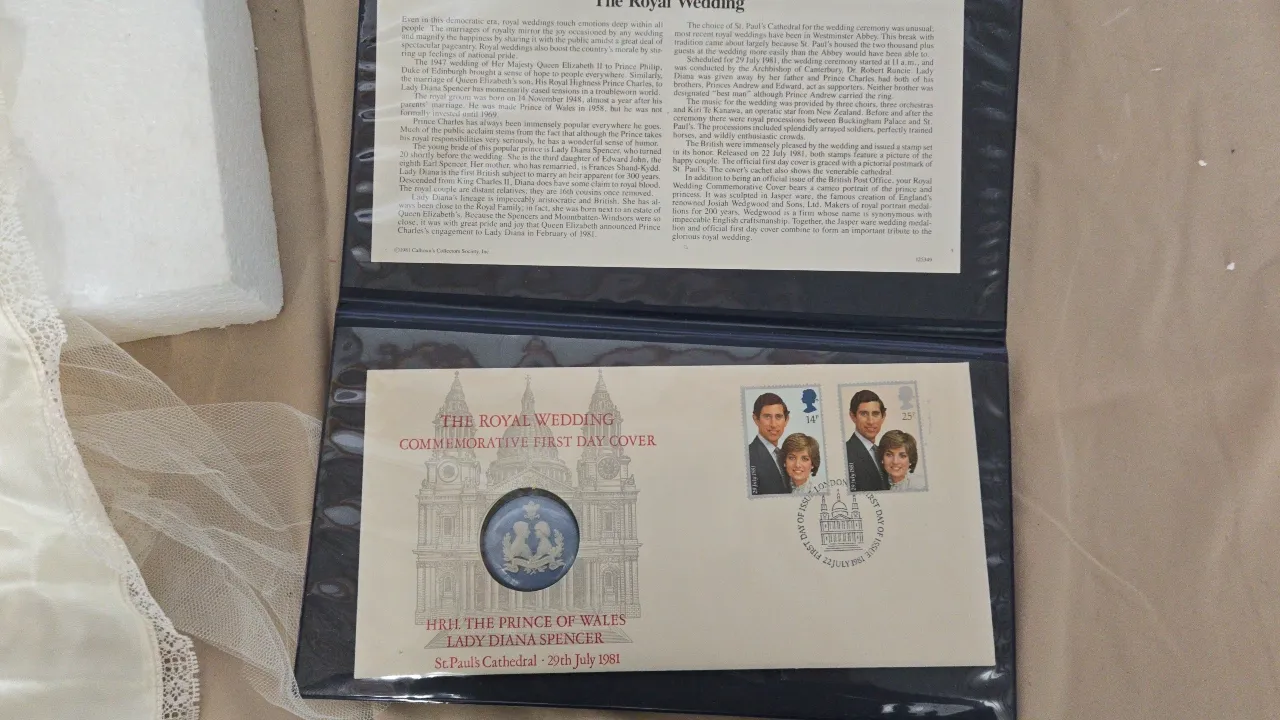 The Royal Wedding
Even in this democratic era, royal weddings touch emotions deep within all
people. The marriages of royalty mirror the joy occasioned by any wedding
and magnify the happiness by sharing it with the public amidst a great deal of
spectacular pageantry. Royal weddings also boost the country's morale by stir-
ring up feelings of national pride.
The 1947 wedding of Her Majesty Queen Elizabeth II to Prince Philip,
Duke of Edinburgh brought a sense of hope to people everywhere. Similarly,
the marriage of Queen Elizabeth's son, His Royal Highness Prince Charles, to
Lady Diana Spencer has momentarily eased tensions in a troubleworn world.
The royal groom was born on 14 November 1948, almost a year after his
parents' marriage. He was made Prince of Wales in 1958, but he was not
formally invested until 1969.
Prince Charles has always been immensely popular everywhere he goes.
Much of the public acclaim stems from the fact that although the Prince takes
his royal responsibilities very seriously, he has a wonderful sense of humor.
The young bride of this popular prince is Lady Diana Spencer, who turned
20 shortly before the wedding. She is the third daughter of Edward John, the
eighth Earl Spencer. Her mother, who has remarried, is Frances Shand-Kydd.
Lady Diana is the first British subject to marry an heir apparent for 300 years.
Descended from King Charles II, Diana does have some claim to royal blood.
The royal couple are distant relatives; they are 16th cousins once removed.
Lady Diana's lineage is impeccably aristocratic and British. She has al-
ways been close to the Royal Family; in fact, she was born next to an estate of
Queen Elizabeth's. Because the Spencers and Mountbatten-Windsors were so
close, it was with great pride and joy that Queen Elizabeth announced Prince
Charles's engagement to Lady Diana in February of 1981.
©1981 Calhoun's Collectors Society, Inc.
The choice of St. Paul's Cathedral for the wedding ceremony was unusual;
most recent royal weddings have been in Westminster Abbey. This break with
tradition came about largely because St. Paul's housed the two thousand plus
guests at the wedding more easily than the Abbey would have been able to.
Scheduled for 29 July 1981, the wedding ceremony started at 11 a.m., and
was conducted by the Archbishop of Canterbury, Dr. Robert Runcie. Lady
Diana was given away by her father and Prince Charles had both of his
brothers, Princes Andrew and Edward, act as supporters. Neither brother was
designated "best man" although Prince Andrew carried the ring.
The music for the wedding was provided by three choirs, three orchestras
and Kiri Te Kanawa, an operatic star from New Zealand. Before and after the
ceremony there were royal processions between Buckingham Palace and St.
Paul's. The processions included splendidly arrayed soldiers, perfectly trained
horses, and wildly enthusiastic crowds.
The British were immensely pleased by the wedding and issued a stamp set
in its honor. Released on 22 July 1981, both stamps feature a picture of the
happy couple. The official first day cover is graced with a pictorial postmark of
St. Paul's. The cover's cachet also shows the venerable cathedral.
In addition to being an official issue of the British Post Office, your Royal
Wedding Commemorative Cover bears a cameo portrait of the prince and
princess. It was sculpted in Jasper ware, the famous creation of England's
renowned Josiah Wedgwood and Sons, Ltd. Makers of royal portrait medal-
lions for 200 years, Wedgwood is a firm whose name is synonymous with
impeccable English craftsmanship. Together, the Jasper ware wedding medal-
lion and official first day cover combine to form an important tribute to the
glorious royal wedding.
THE ROYAL WEDDING
COMMEMORATIVE FIRST DAY COVER
HRH. THE PRINCE OF WALES
LADY DIANA SPENCER
St.Paul's Cathedral · 29th July 1981
14P
29 July 1981
25P
29 July 1981
LONDON
FIRST DAY OF ISSUE
FIRST DAY OF ISSUE
22 JULY 1981